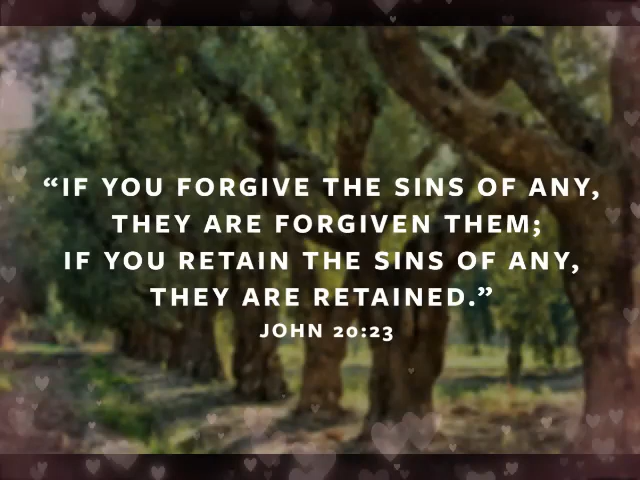 “IF YOU FORGIVE THE SINS OF ANY,
THEY ARE FORGIVEN THEM;
IF YOU RETAIN THE SINS OF ANY,
THEY ARE RETAINED.”
JOHN 20:23